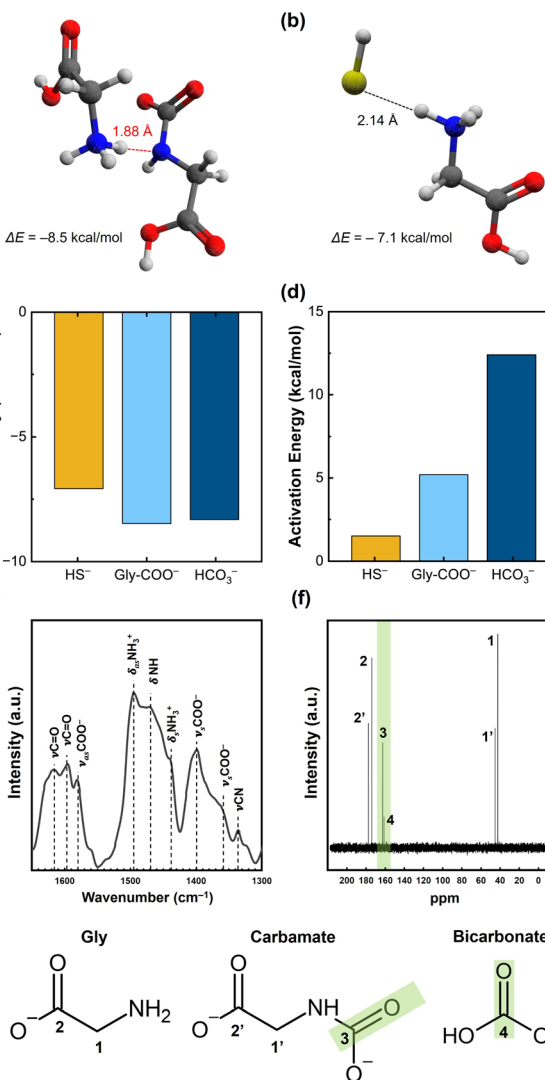 (b)
1.88 Å
2.14 Å
ΔE = –8.5 kcal/mol
ΔE = – 7.1 kcal/mol
(d)
0
−5
−10
HS⁻
Gly-COO⁻
HCO₃⁻
Activation Energy (kcal/mol)
15
10
5
0
HS⁻
Gly-COO⁻
HCO₃⁻
Intensity (a.u.)
νC=O
νC=O
νasCOO⁻
δasNH₃⁺
δ NH
δsNH₃⁺
νsCOO⁻
νsCOO⁻
νCN
1600
1500
1400
1300
Wavenumber (cm⁻¹)
(f)
Intensity (a.u.)
1
2
2'
3
1'
4
200 180 160 140 120 100 80 60 40 20 0
ppm
Gly
O
O⁻
NH₂
2
1
Carbamate
O
O⁻
NH
O
2'
1'
3
O⁻
Bicarbonate
O
HO
4
O